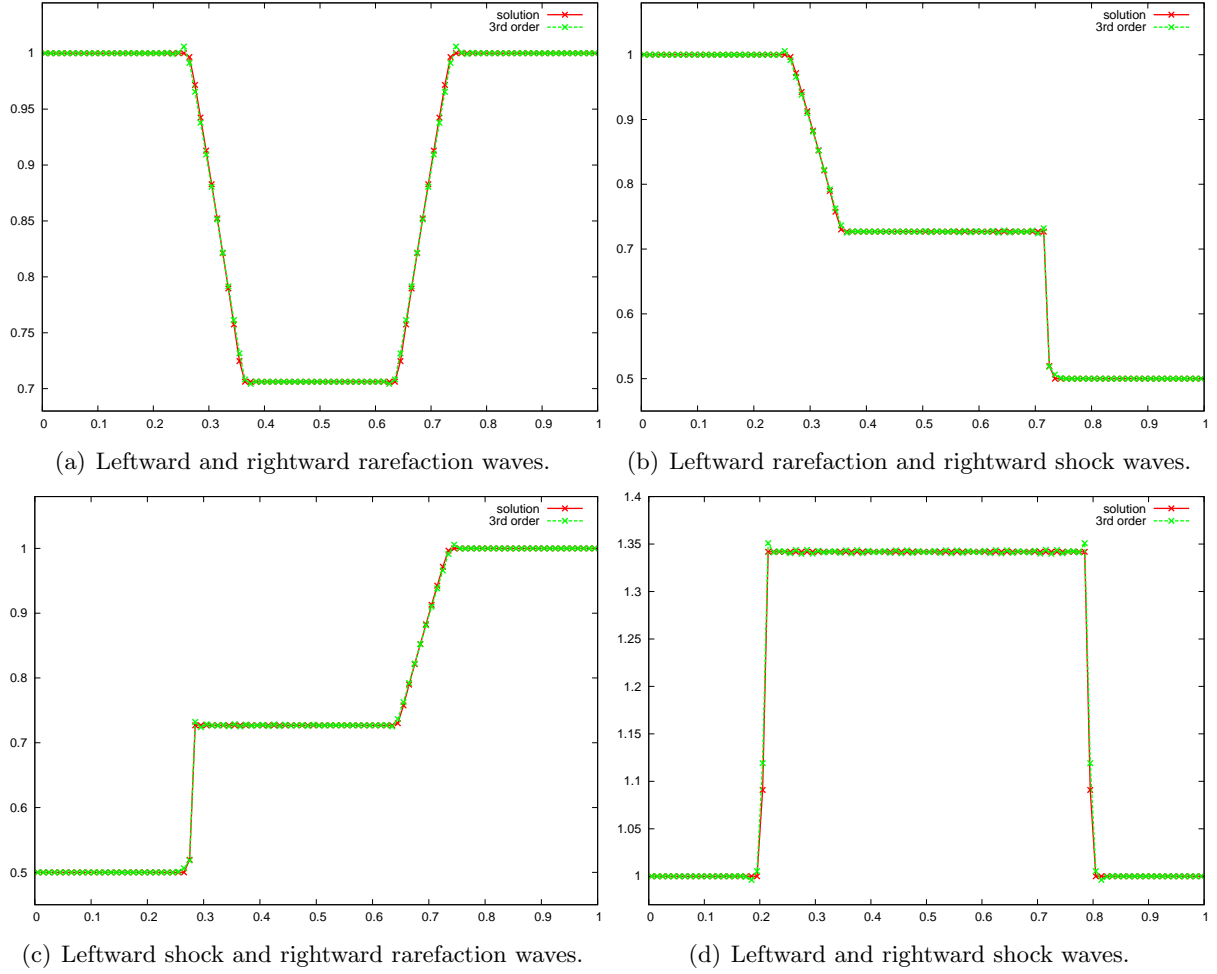 solution
3rd order
1
0.95
0.9
0.85
0.8
0.75
0.7
0 0.1 0.2 0.3 0.4 0.5 0.6 0.7 0.8 0.9 1
(a) Leftward and rightward rarefaction waves.
solution
3rd order
1
0.9
0.8
0.7
0.6
0.5
0 0.1 0.2 0.3 0.4 0.5 0.6 0.7 0.8 0.9 1
(b) Leftward rarefaction and rightward shock waves.
solution
3rd order
1
0.9
0.8
0.7
0.6
0.5
0 0.1 0.2 0.3 0.4 0.5 0.6 0.7 0.8 0.9 1
(c) Leftward shock and rightward rarefaction waves.
solution
3rd order
1.4
1.35
1.3
1.25
1.2
1.15
1.1
1.05
1
0 0.1 0.2 0.3 0.4 0.5 0.6 0.7 0.8 0.9 1
(d) Leftward and rightward shock waves.